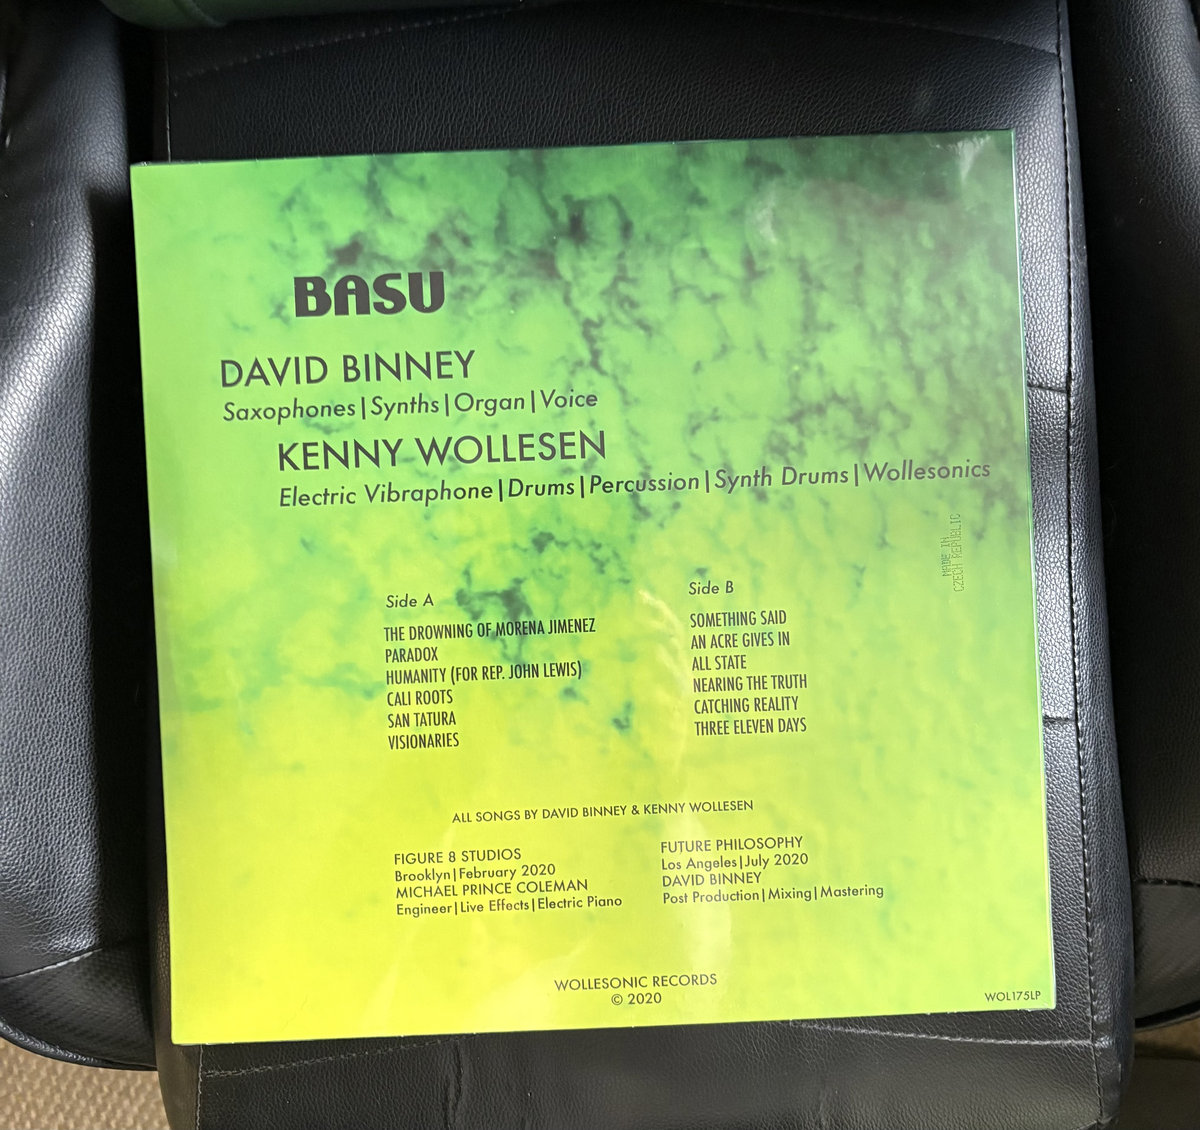 BASU
DAVID BINNEY
Saxophones|Synths|Organ|Voice
KENNY WOLLESEN
Electric Vibraphone|Drums|Percussion|Synth Drums|Wollesonics
MADE IN
CZECH REPUBLIC
Side A
THE DROWNING OF MORENA JIMENEZ
PARADOX
HUMANITY (FOR REP. JOHN LEWIS)
CALI ROOTS
SAN TATURA
VISIONARIES
Side B
SOMETHING SAID
AN ACRE GIVES IN
ALL STATE
NEARING THE TRUTH
CATCHING REALITY
THREE ELEVEN DAYS
ALL SONGS BY DAVID BINNEY & KENNY WOLLESEN
FIGURE 8 STUDIOS
Brooklyn|February 2020
MICHAEL PRINCE COLEMAN
Engineer|Live Effects|Electric Piano
FUTURE PHILOSOPHY
Los Angeles|July 2020
DAVID BINNEY
Post Production|Mixing|Mastering
WOLLESONIC RECORDS
© 2020
WOL175LP